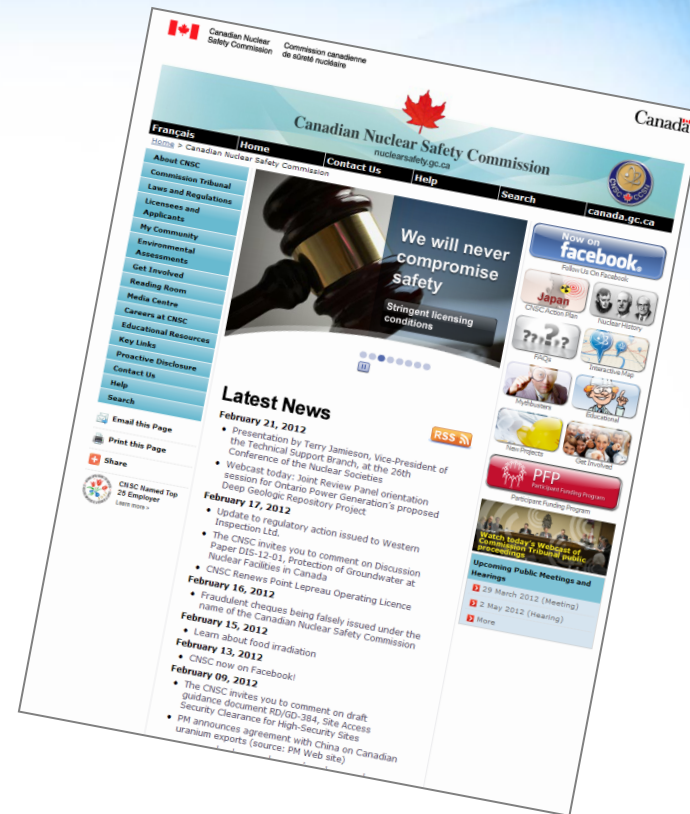 Canadian Nuclear
Safety Commission
Commission canadienne
de sûreté nucléaire
Canada
Canadian Nuclear Safety Commission
nuclearsafety.gc.ca
CNSC CCSN
Français
Home
Contact Us
Help
Search
canada.gc.ca
Home > Canadian Nuclear Safety Commission
About CNSC
Commission Tribunal
Laws and Regulations
Licensees and
Applicants
My Community
Environmental
Assessments
Get Involved
Reading Room
Media Centre
Careers at CNSC
Educational Resources
Key Links
Proactive Disclosure
Contact Us
Help
Search
Email this Page
Print this Page
Share
CNSC Named Top
25 Employer
Learn more »
We will never
compromise
safety
Stringent licensing
conditions
Latest News
RSS
February 21, 2012
• Presentation by Terry Jamieson, Vice-President of
the Technical Support Branch, at the 26th
Conference of the Nuclear Societies
• Webcast today: Joint Review Panel orientation
session for Ontario Power Generation's proposed
Deep Geologic Repository Project
February 17, 2012
• Update to regulatory action issued to Western
Inspection Ltd.
• The CNSC invites you to comment on Discussion
Paper DIS-12-01, Protection of Groundwater at
Nuclear Facilities in Canada
• CNSC Renews Point Lepreau Operating Licence
February 16, 2012
• Fraudulent cheques being falsely issued under the
name of the Canadian Nuclear Safety Commission
February 15, 2012
• Learn about food irradiation
February 13, 2012
• CNSC now on Facebook!
February 09, 2012
• The CNSC invites you to comment on draft
guidance document RD/GD-384, Site Access
Security Clearance for High-Security Sites
• PM announces agreement with China on Canadian
uranium exports (source: PM Web site)
Now on
facebook.
Follow Us On Facebook
Japan
CNSC Action Plan
Nuclear History
????
FAQs
Interactive Map
Mythbusters
Educational
New Projects
Get Involved
PFP
Participant Funding Program
Participant Funding Program
Watch today's Webcast of
Commission Tribunal public
proceedings
Upcoming Public Meetings and
Hearings
29 March 2012 (Meeting)
2 May 2012 (Hearing)
More